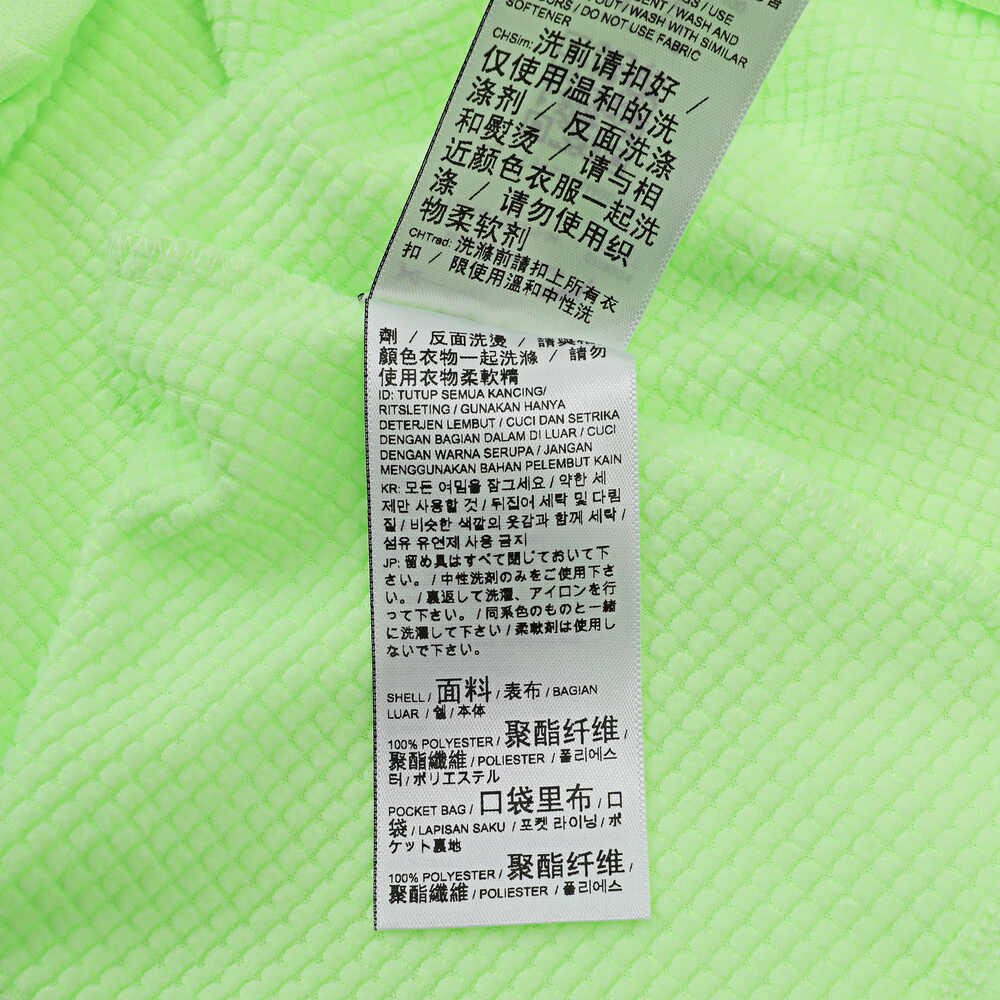 GS / USE
ENT / WASH AND
OUT / WASH WITH SIMILAR
OURS / DO NOT USE FABRIC
SOFTENER
CHSim: 洗前请扣好 /
仅使用温和的洗
涤剂 / 反面洗涤
和熨烫 / 请与相
近颜色衣服一起洗
涤 / 请勿使用织
物柔软剂
CHTrad: 洗滌前請扣上所有衣
扣 / 限使用溫和中性洗
劑 / 反面洗燙 /
顏色衣物一起洗滌 / 請勿
使用衣物柔軟精
ID: TUTUP SEMUA KANCING/
RITSLETING / GUNAKAN HANYA
DETERJEN LEMBUT / CUCI DAN SETRIKA
DENGAN BAGIAN DALAM DI LUAR / CUCI
DENGAN WARNA SERUPA / JANGAN
MENGGUNAKAN BAHAN PELEMBUT KAIN
KR: 모든 여밈을 잠그세요 / 약한 세
제만 사용할 것 / 뒤집어 세탁 및 다림
질 / 비슷한 색깔의 옷감과 함께 세탁 /
섬유 유연제 사용 금지
JP: 留め具はすべて閉じておいて下
さい。 / 中性洗剤のみをご使用下さ
い。 / 裏返して洗濯、アイロンを行
って下さい。 / 同系色のものと一緒
に洗濯して下さい / 柔軟剤は使用し
ないで下さい。
SHELL / 面料 / 表布 / BAGIAN
LUAR / 쉘 / 本体
100% POLYESTER / 聚酯纤维 /
聚酯纖維 / POLIESTER / 폴리에스
터 / ポリエステル
POCKET BAG / 口袋里布 / 口
袋 / LAPISAN SAKU / 포켓 라이닝 / ポ
ケット裏地
100% POLYESTER / 聚酯纤维 /
聚酯纖維 / POLIESTER / 폴리에스